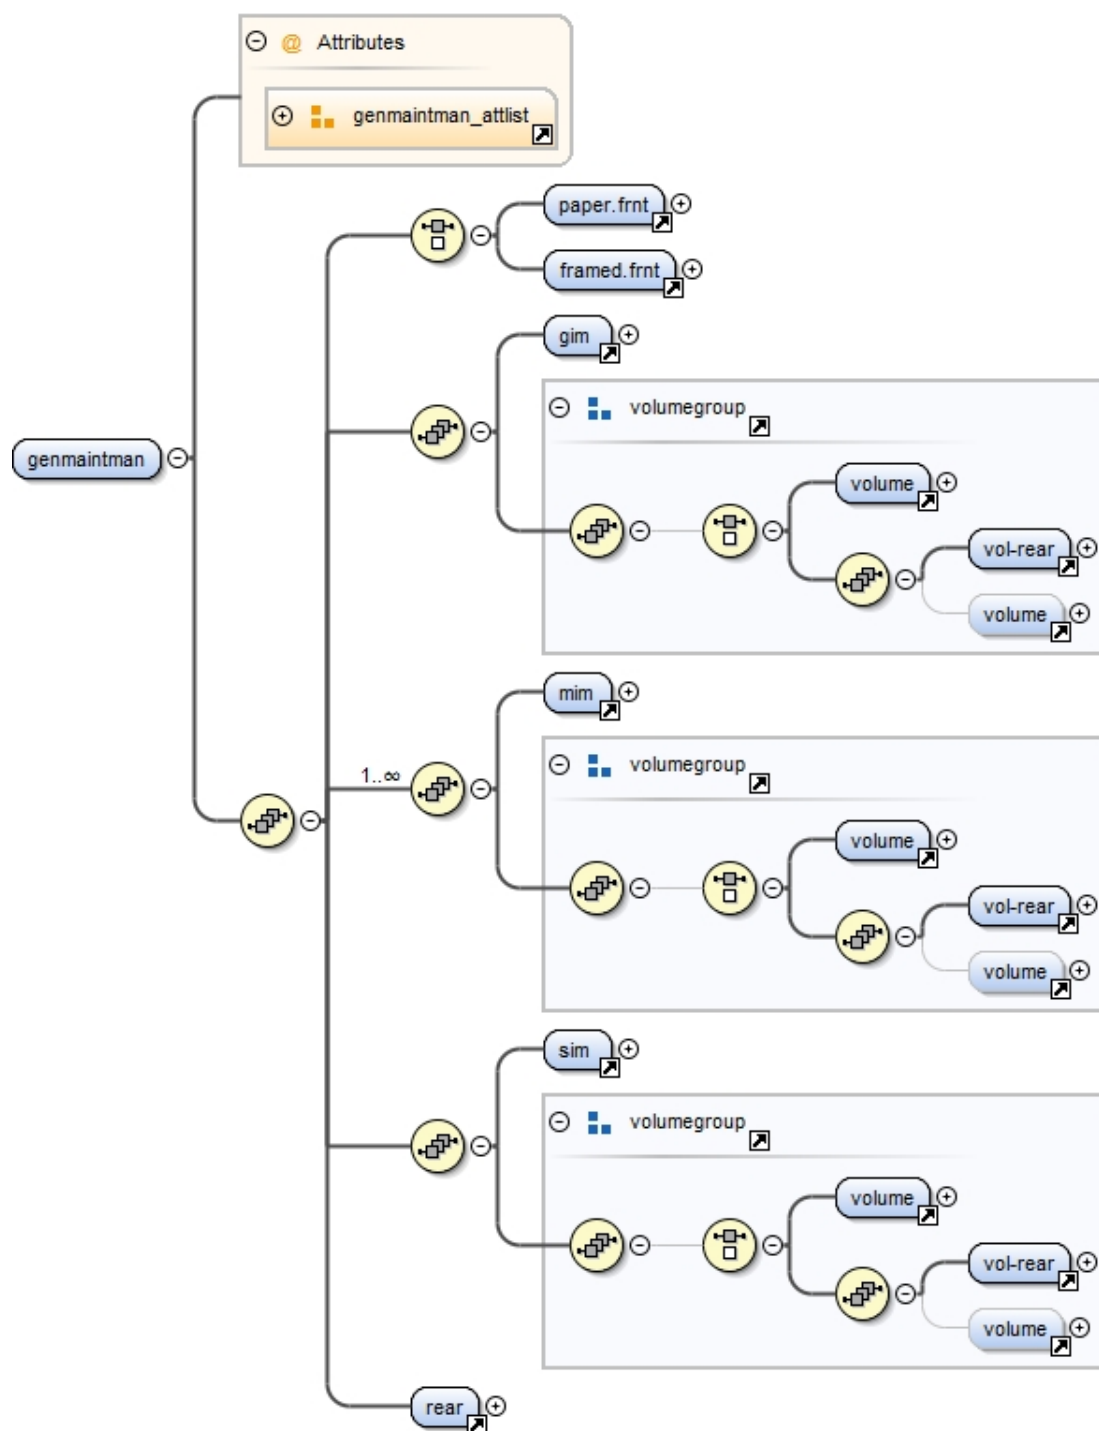 @ Attributes
genmaintman_attlist
paper.frnt
framed.frnt
gim
volumegroup
genmaintman
volume
vol-rear
volume
mim
volumegroup
1..∞
volume
vol-rear
volume
sim
volumegroup
volume
vol-rear
volume
rear